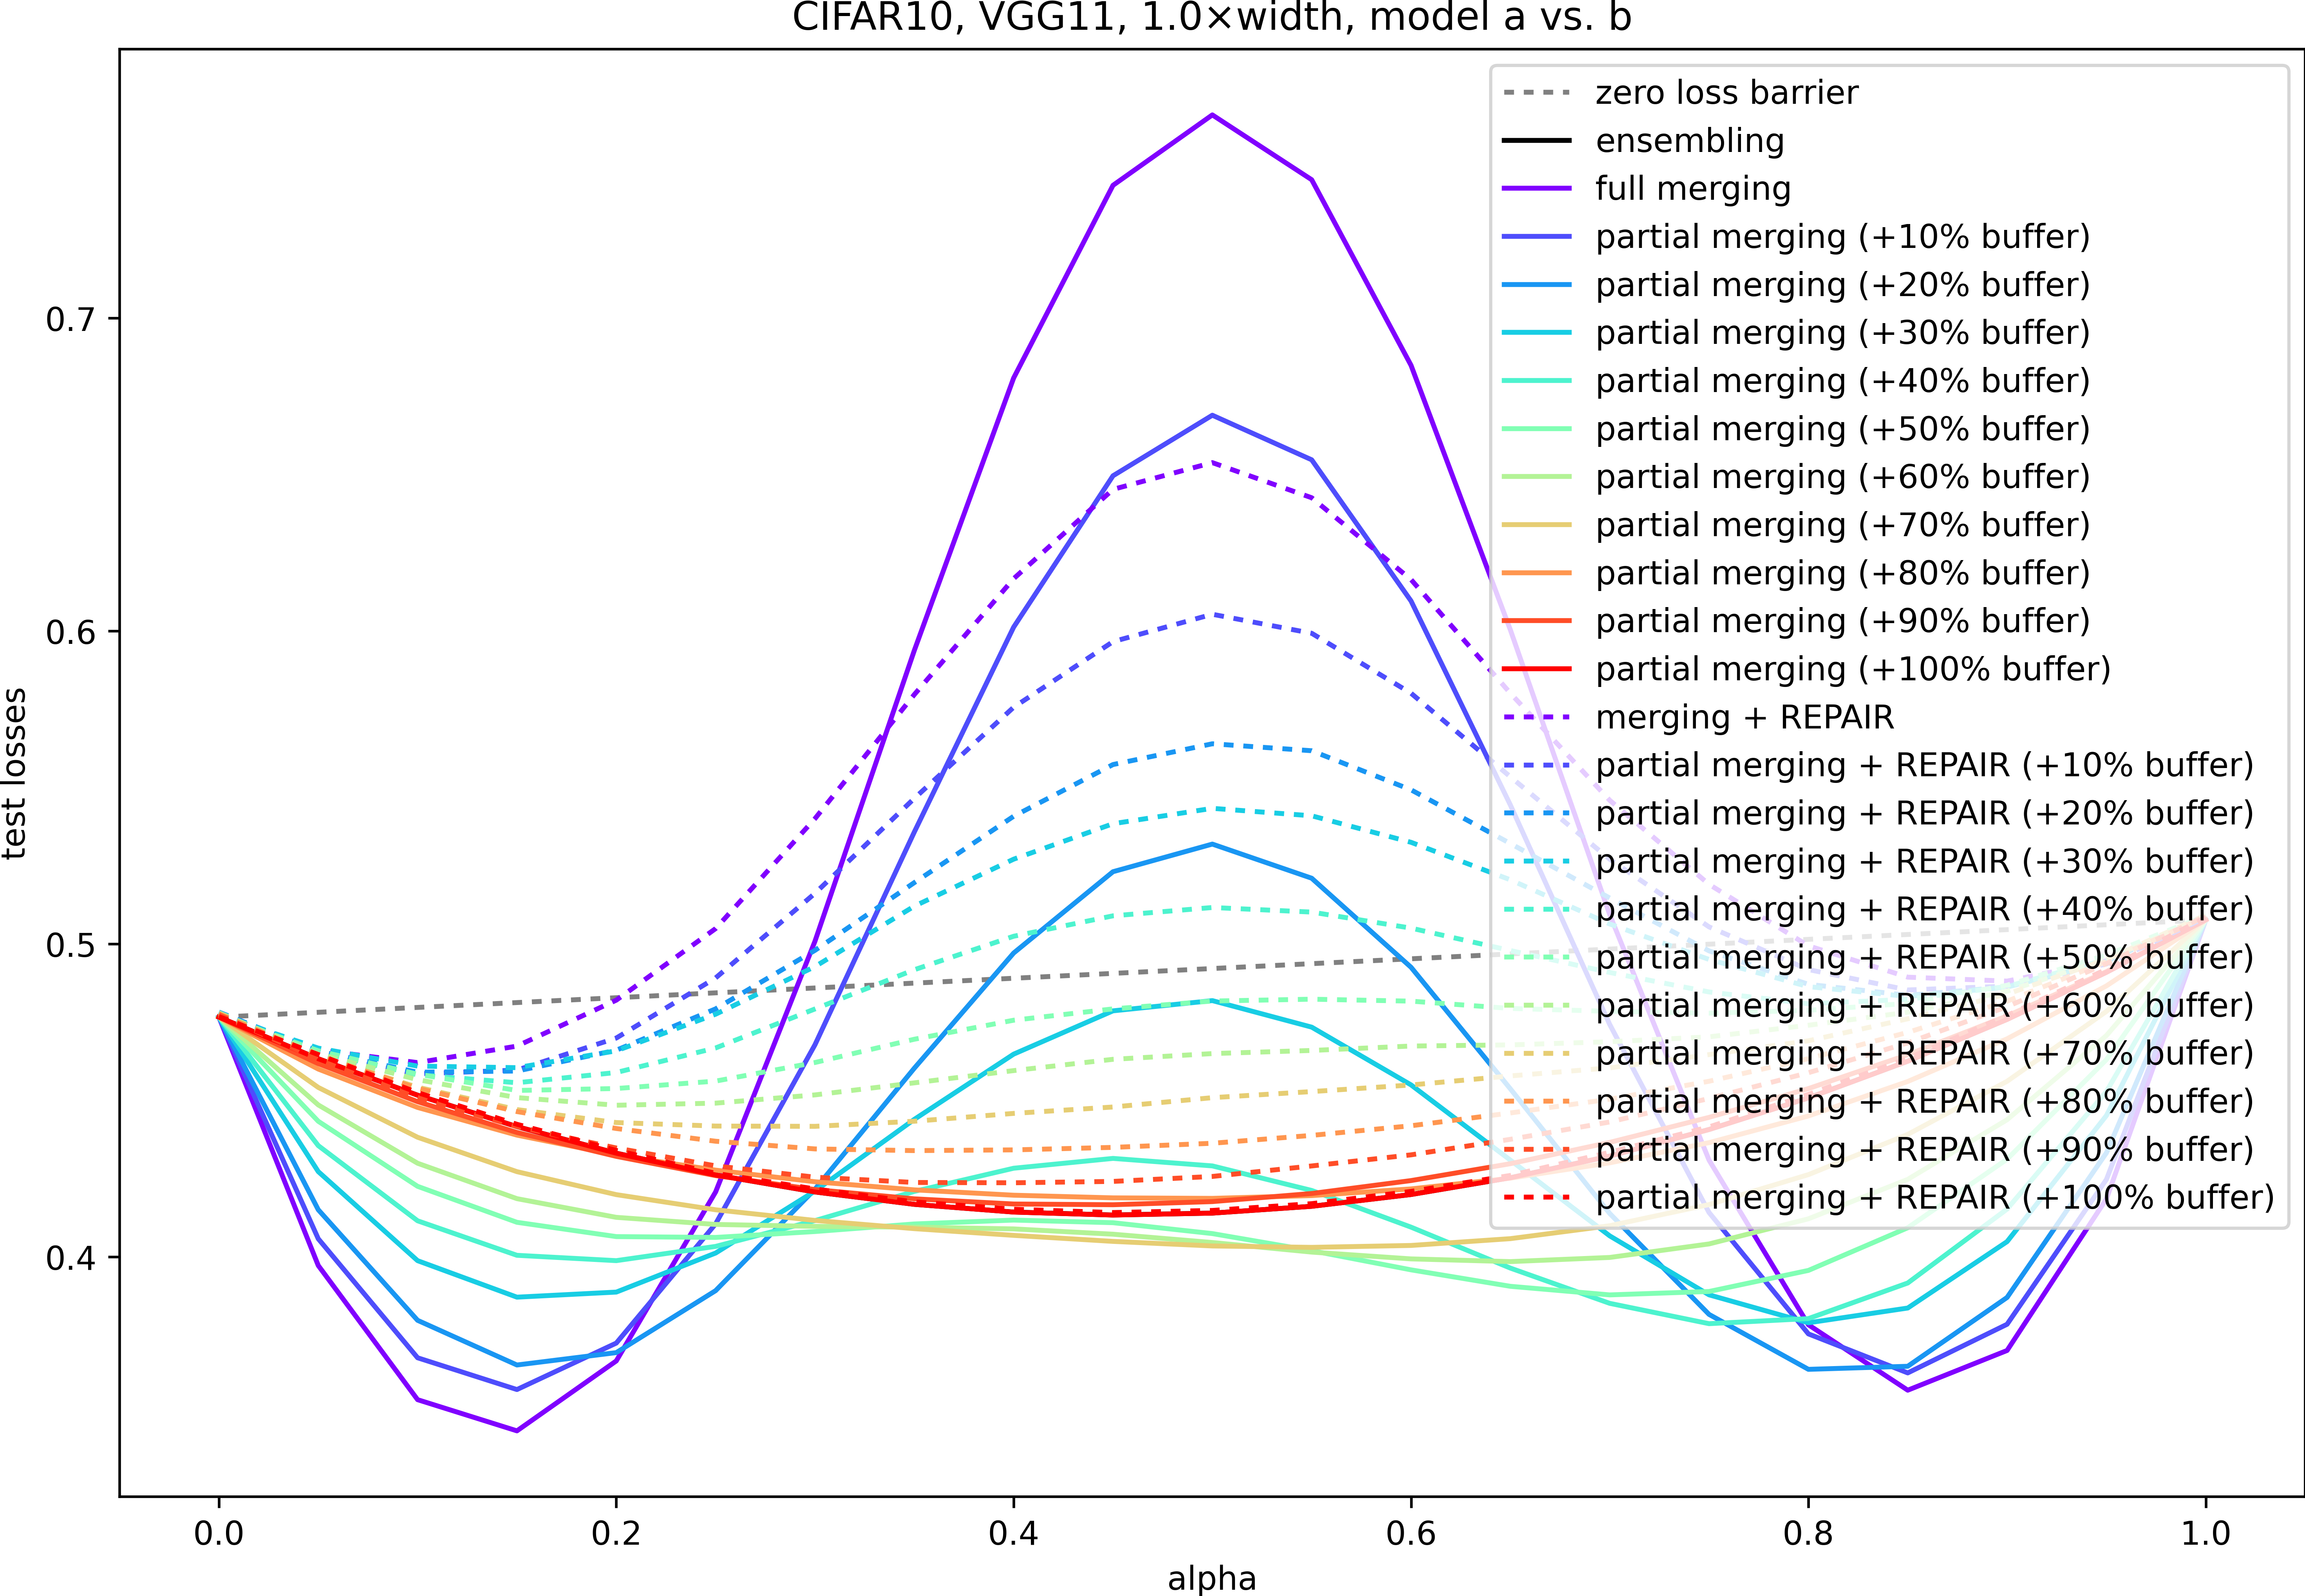 CIFAR10, VGG11, 1.0×width, model a vs. b
zero loss barrier
ensembling
full merging
partial merging (+10% buffer)
partial merging (+20% buffer)
partial merging (+30% buffer)
partial merging (+40% buffer)
partial merging (+50% buffer)
partial merging (+60% buffer)
partial merging (+70% buffer)
partial merging (+80% buffer)
partial merging (+90% buffer)
partial merging (+100% buffer)
merging + REPAIR
partial merging + REPAIR (+10% buffer)
partial merging + REPAIR (+20% buffer)
partial merging + REPAIR (+30% buffer)
partial merging + REPAIR (+40% buffer)
partial merging + REPAIR (+50% buffer)
partial merging + REPAIR (+60% buffer)
partial merging + REPAIR (+70% buffer)
partial merging + REPAIR (+80% buffer)
partial merging + REPAIR (+90% buffer)
partial merging + REPAIR (+100% buffer)
test losses
0.7
0.6
0.5
0.4
0.0 0.2 0.4 0.6 0.8 1.0
alpha